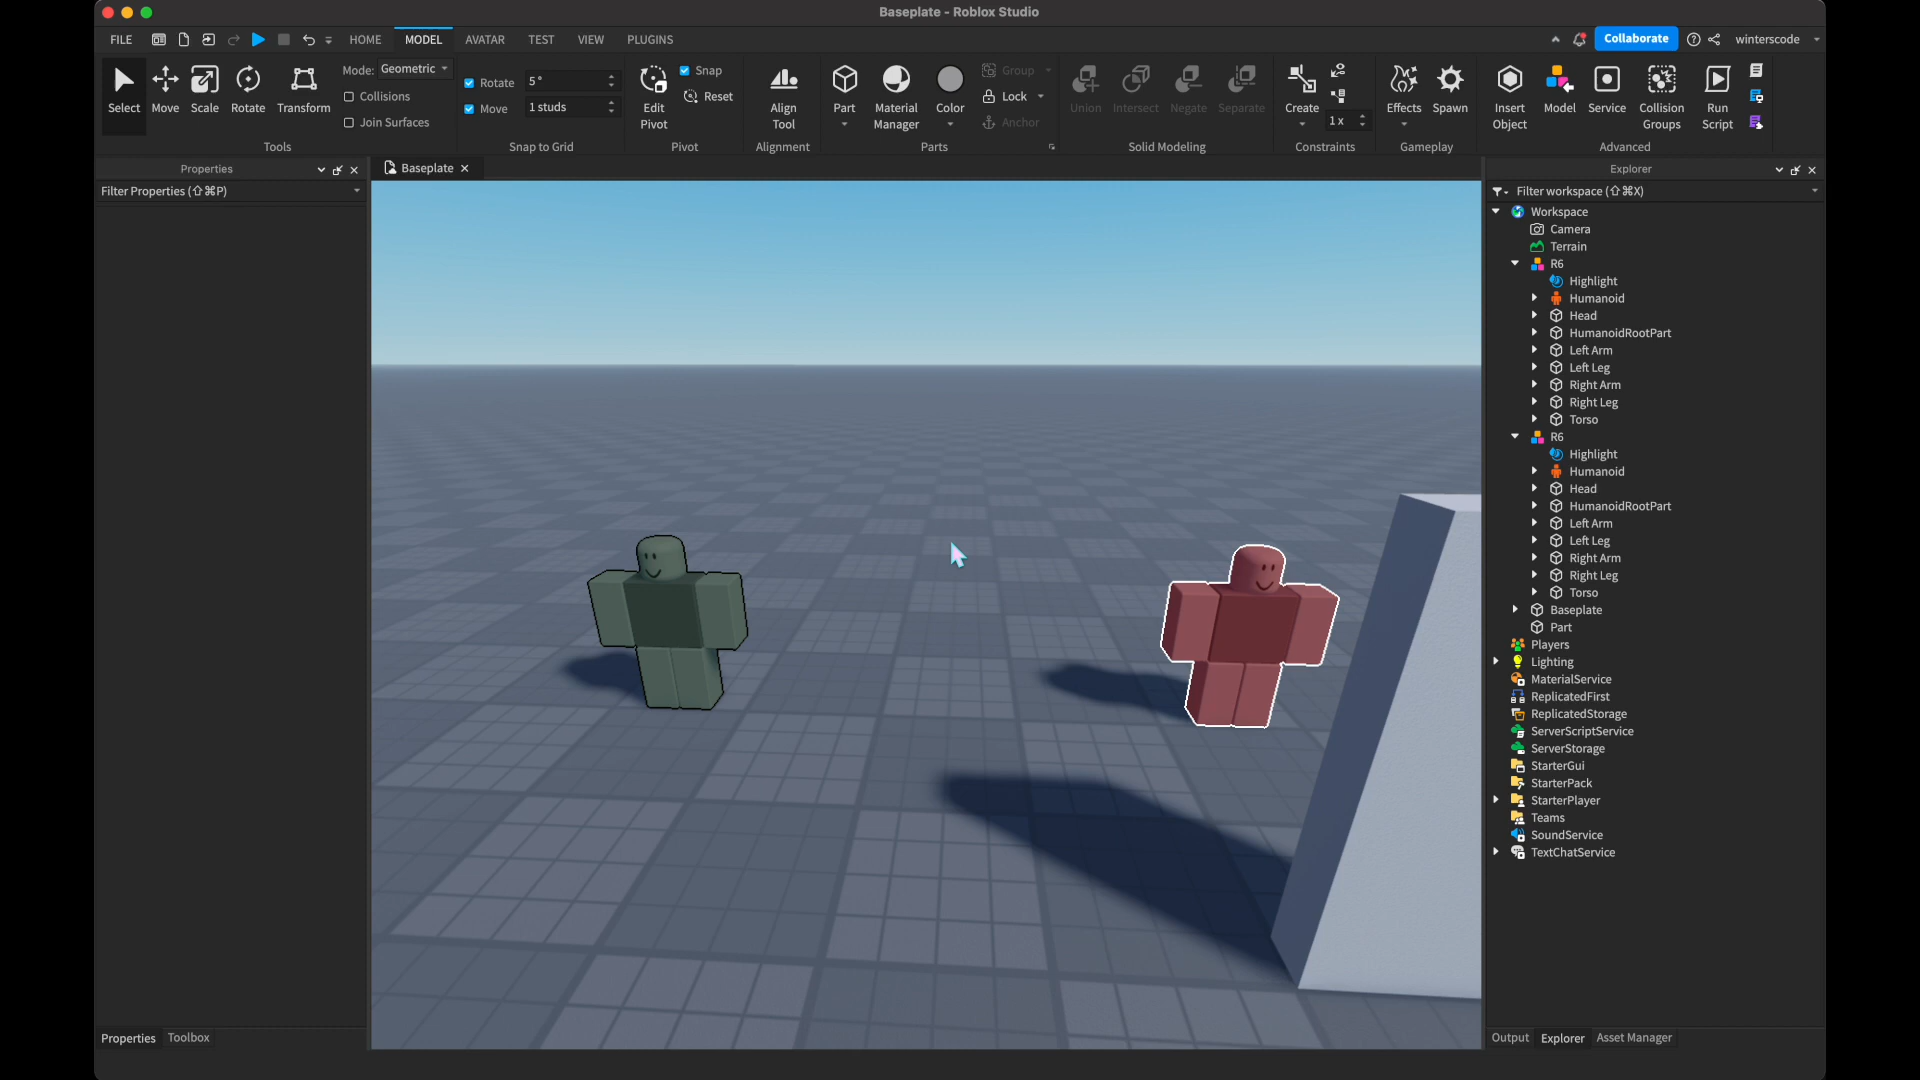 Baseplate - Roblox Studio
FILE HOME MODEL AVATAR TEST VIEW PLUGINS Collaborate winterscode
Select Move Scale Rotate Transform
Mode: Geometric
Collisions
Join Surfaces
Tools
Rotate 5°
Move 1 studs
Snap to Grid
Edit Pivot
Snap
Reset
Pivot
Align Tool
Alignment
Part Material Manager Color
Group
Lock
Anchor
Parts
Union Intersect Negate Separate
Solid Modeling
Create
1 x
Constraints
Effects Spawn
Gameplay
Insert Object Model Service Collision Groups Run Script
Advanced
Properties
Filter Properties (⇧⌘P)
Baseplate
Explorer
Filter workspace (⇧⌘X)
Workspace
Camera
Terrain
R6
Highlight
Humanoid
Head
HumanoidRootPart
Left Arm
Left Leg
Right Arm
Right Leg
Torso
R6
Highlight
Humanoid
Head
HumanoidRootPart
Left Arm
Left Leg
Right Arm
Right Leg
Torso
Baseplate
Part
Players
Lighting
MaterialService
ReplicatedFirst
ReplicatedStorage
ServerScriptService
ServerStorage
StarterGui
StarterPack
StarterPlayer
Teams
SoundService
TextChatService
Properties Toolbox
Output Explorer Asset Manager